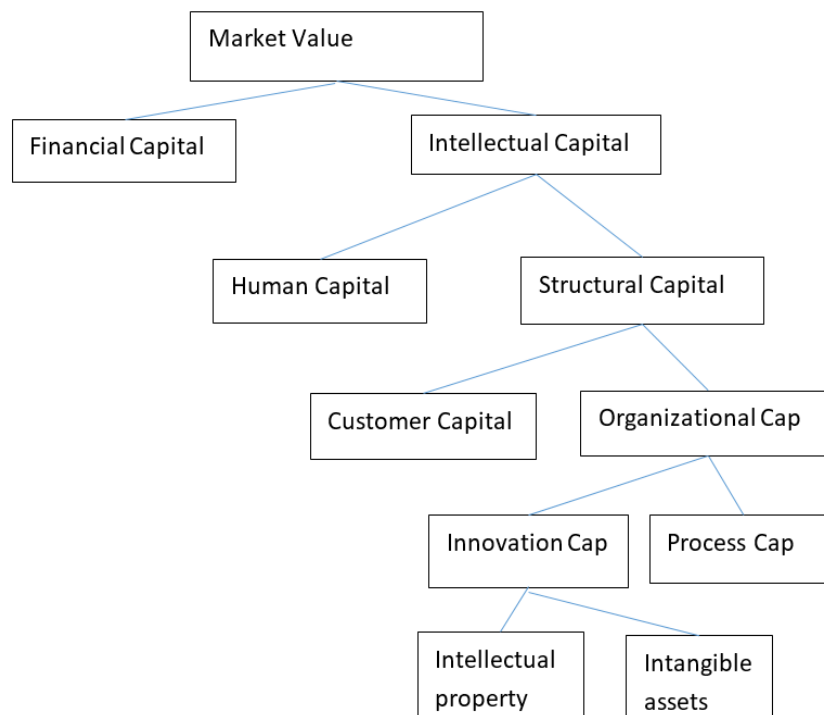 Market Value
Financial Capital
Intellectual Capital
Human Capital
Structural Capital
Customer Capital
Organizational Cap
Innovation Cap
Process Cap
Intellectual
property
Intangible
assets